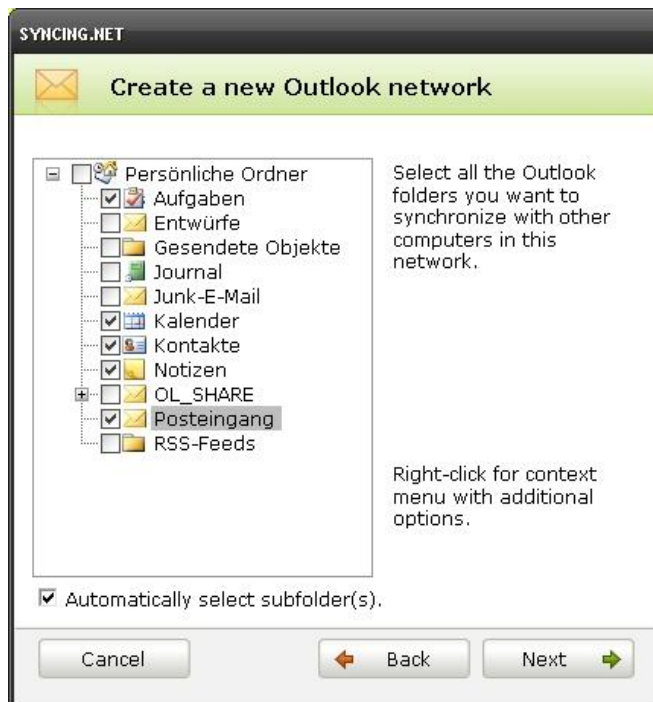 SYNCING.NET
Create a new Outlook network
Persönliche Ordner
Aufgaben
Entwürfe
Gesendete Objekte
Journal
Junk-E-Mail
Kalender
Kontakte
Notizen
OL_SHARE
Posteingang
RSS-Feeds
Select all the Outlook
folders you want to
synchronize with other
computers in this
network.
Right-click for context
menu with additional
options.
Automatically select subfolder(s).
Cancel
Back
Next